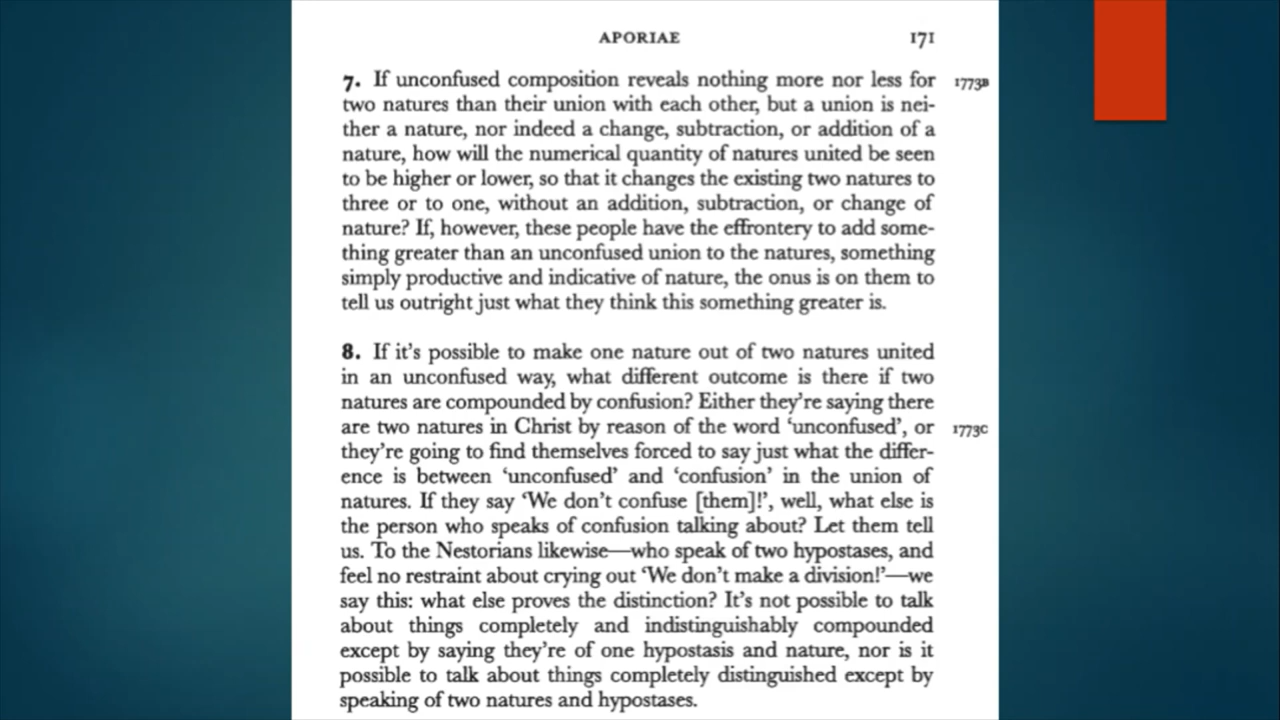 APORIAE 171
7. If unconfused composition reveals nothing more nor less for 1773B
two natures than their union with each other, but a union is nei-
ther a nature, nor indeed a change, subtraction, or addition of a
nature, how will the numerical quantity of natures united be seen
to be higher or lower, so that it changes the existing two natures to
three or to one, without an addition, subtraction, or change of
nature? If, however, these people have the effrontery to add some-
thing greater than an unconfused union to the natures, something
simply productive and indicative of nature, the onus is on them to
tell us outright just what they think this something greater is.
8. If it's possible to make one nature out of two natures united
in an unconfused way, what different outcome is there if two
natures are compounded by confusion? Either they're saying there
are two natures in Christ by reason of the word ‘unconfused’, or 1773C
they're going to find themselves forced to say just what the differ-
ence is between ‘unconfused’ and ‘confusion’ in the union of
natures. If they say ‘We don't confuse [them]!’, well, what else is
the person who speaks of confusion talking about? Let them tell
us. To the Nestorians likewise—who speak of two hypostases, and
feel no restraint about crying out ‘We don't make a division!’—we
say this: what else proves the distinction? It's not possible to talk
about things completely and indistinguishably compounded
except by saying they're of one hypostasis and nature, nor is it
possible to talk about things completely distinguished except by
speaking of two natures and hypostases.